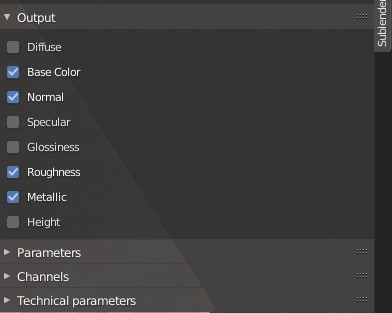 Output
Diffuse
Base Color
Normal
Specular
Glossiness
Roughness
Metallic
Height
Parameters
Channels
Technical parameters
Sublender